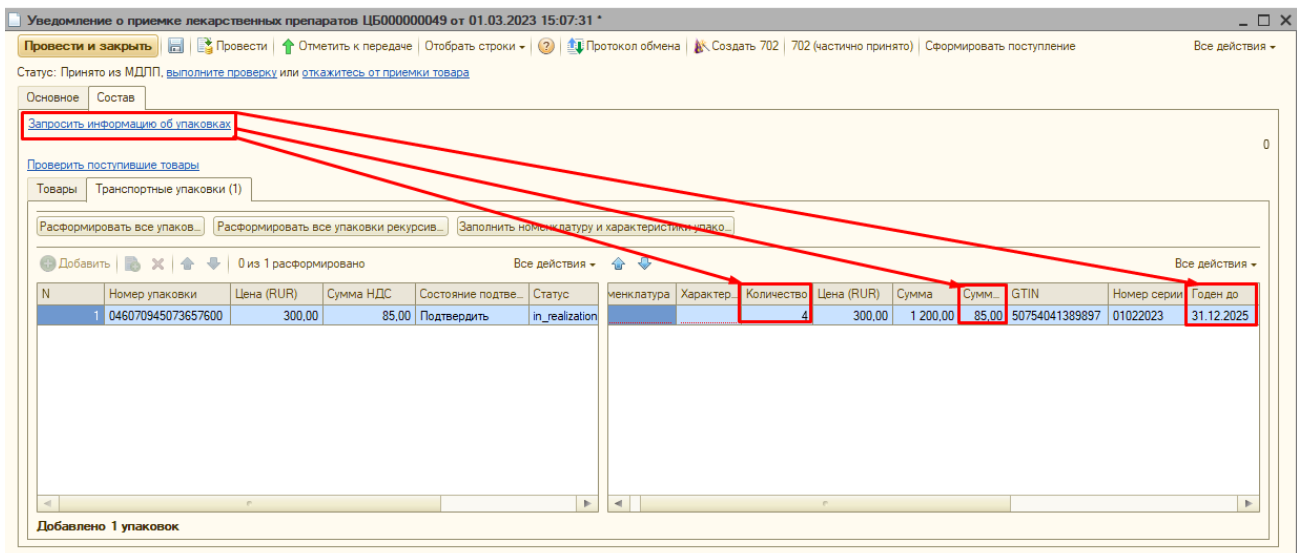 Уведомление о приемке лекарственных препаратов ЦБ000000049 от 01.03.2023 15:07:31 *
Провести и закрыть Провести Отметить к передаче Отобрать строки ? Протокол обмена Создать 702 702 (частично принято) Сформировать поступление Все действия
Статус: Принято из МДЛП, выполните проверку или откажитесь от приемки товара
Основное Состав
Запросить информацию об упаковках
0
Проверить поступившие товары
Товары Транспортные упаковки (1)
Расформировать все упаков... Расформировать все упаковки рекурсив... Заполнить номенклатуру и характеристики упако...
Добавить 0 из 1 расформировано Все действия Все действия
N Номер упаковки Цена (RUR) Сумма НДС Состояние подтве... Статус менклатура Характер... Количество Цена (RUR) Сумма Сумм... GTIN Номер серии Годен до
1 046070945073657600 300,00 85,00 Подтвердить in_realization 4 300,00 1 200,00 85,00 50754041389897 01022023 31.12.2025
Добавлено 1 упаковок